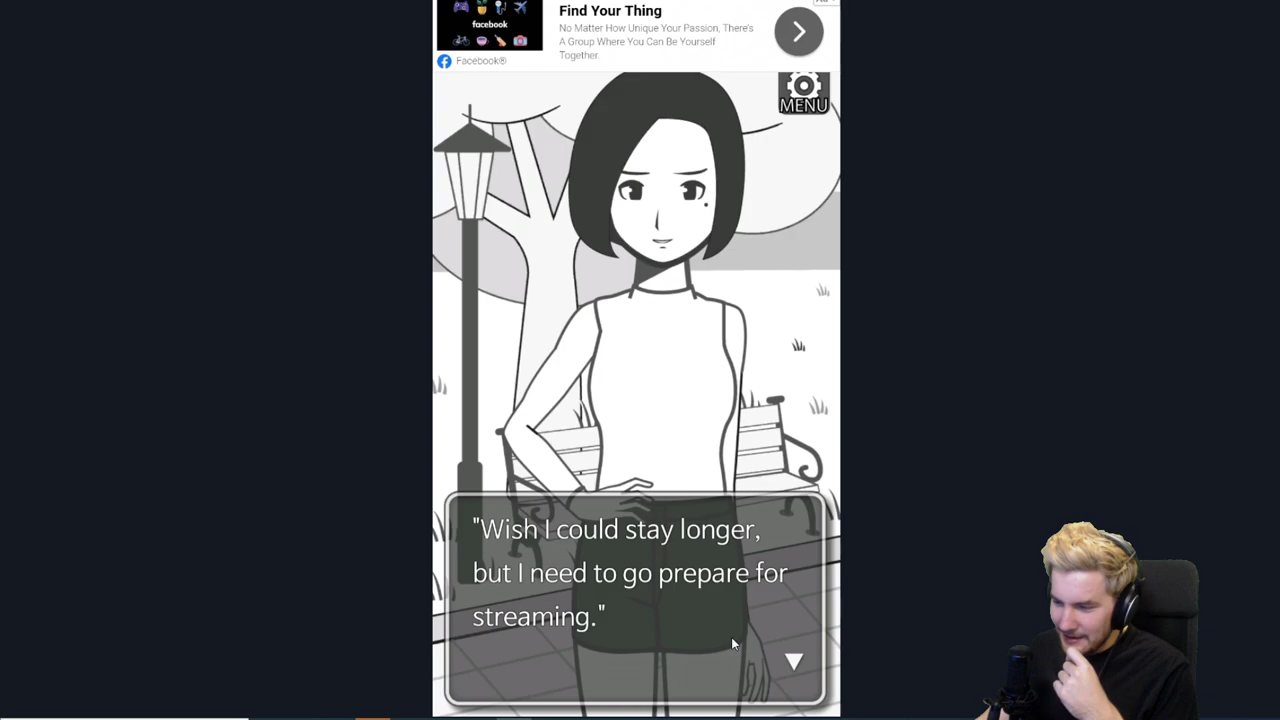 Find Your Thing
No Matter How Unique Your Passion, There's
A Group Where You Can Be Yourself
Together.
facebook
Facebook®
MENU
"Wish I could stay longer,
but I need to go prepare for
streaming."